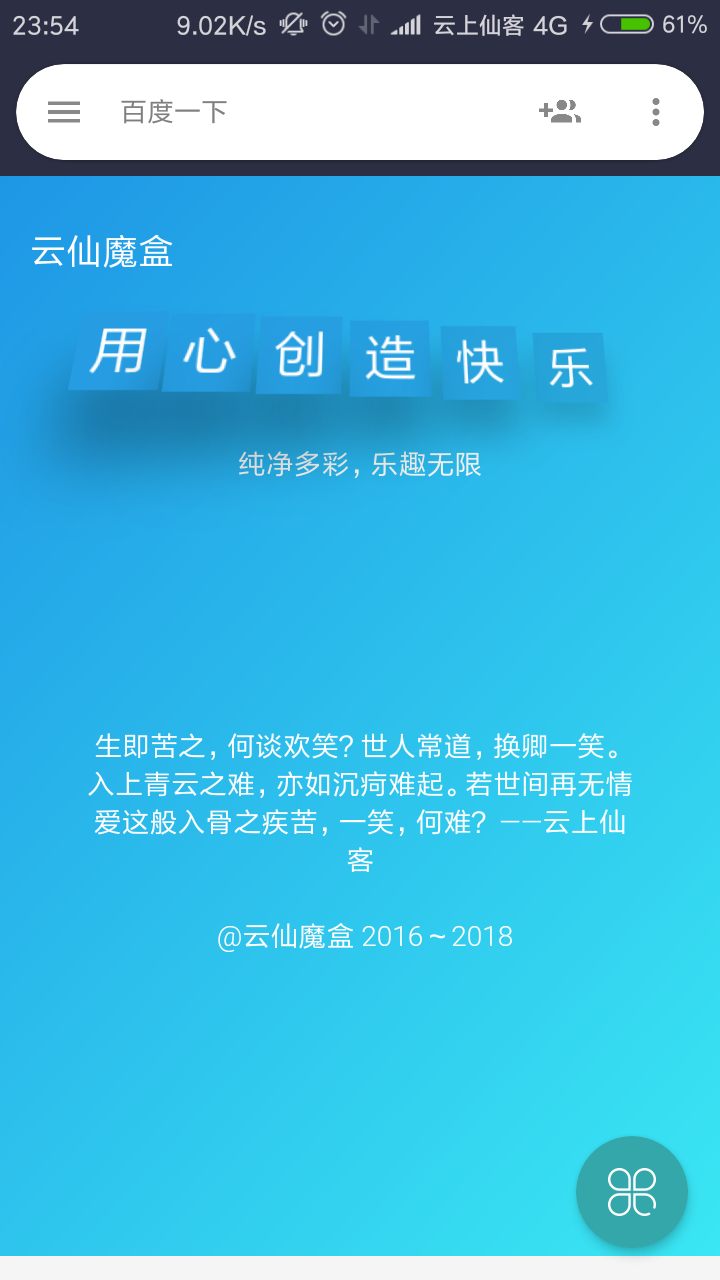 23:54 9.02K/s 云上仙客 4G 61%
百度一下
云仙魔盒
用心创造快乐
纯净多彩，乐趣无限
生即苦之，何谈欢笑？世人常道，换卿一笑。
入上青云之难，亦如沉疴难起。若世间再无情
爱这般入骨之疾苦，一笑，何难？ ——云上仙
客
@云仙魔盒 2016～2018